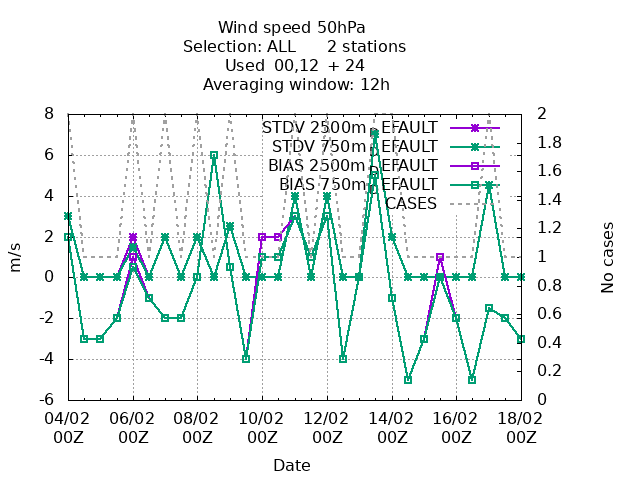 Wind speed 50hPa
Selection: ALL 2 stations
Used 00,12 + 24
Averaging window: 12h
STDV 2500m DEFAULT
STDV 750m DEFAULT
BIAS 2500m DEFAULT
BIAS 750m DEFAULT
CASES
8
6
4
2
0
-2
-4
-6
m/s
2
1.8
1.6
1.4
1.2
1
0.8
0.6
0.4
0.2
0
No cases
04/02 06/02 08/02 10/02 12/02 14/02 16/02 18/02
00Z 00Z 00Z 00Z 00Z 00Z 00Z 00Z
Date